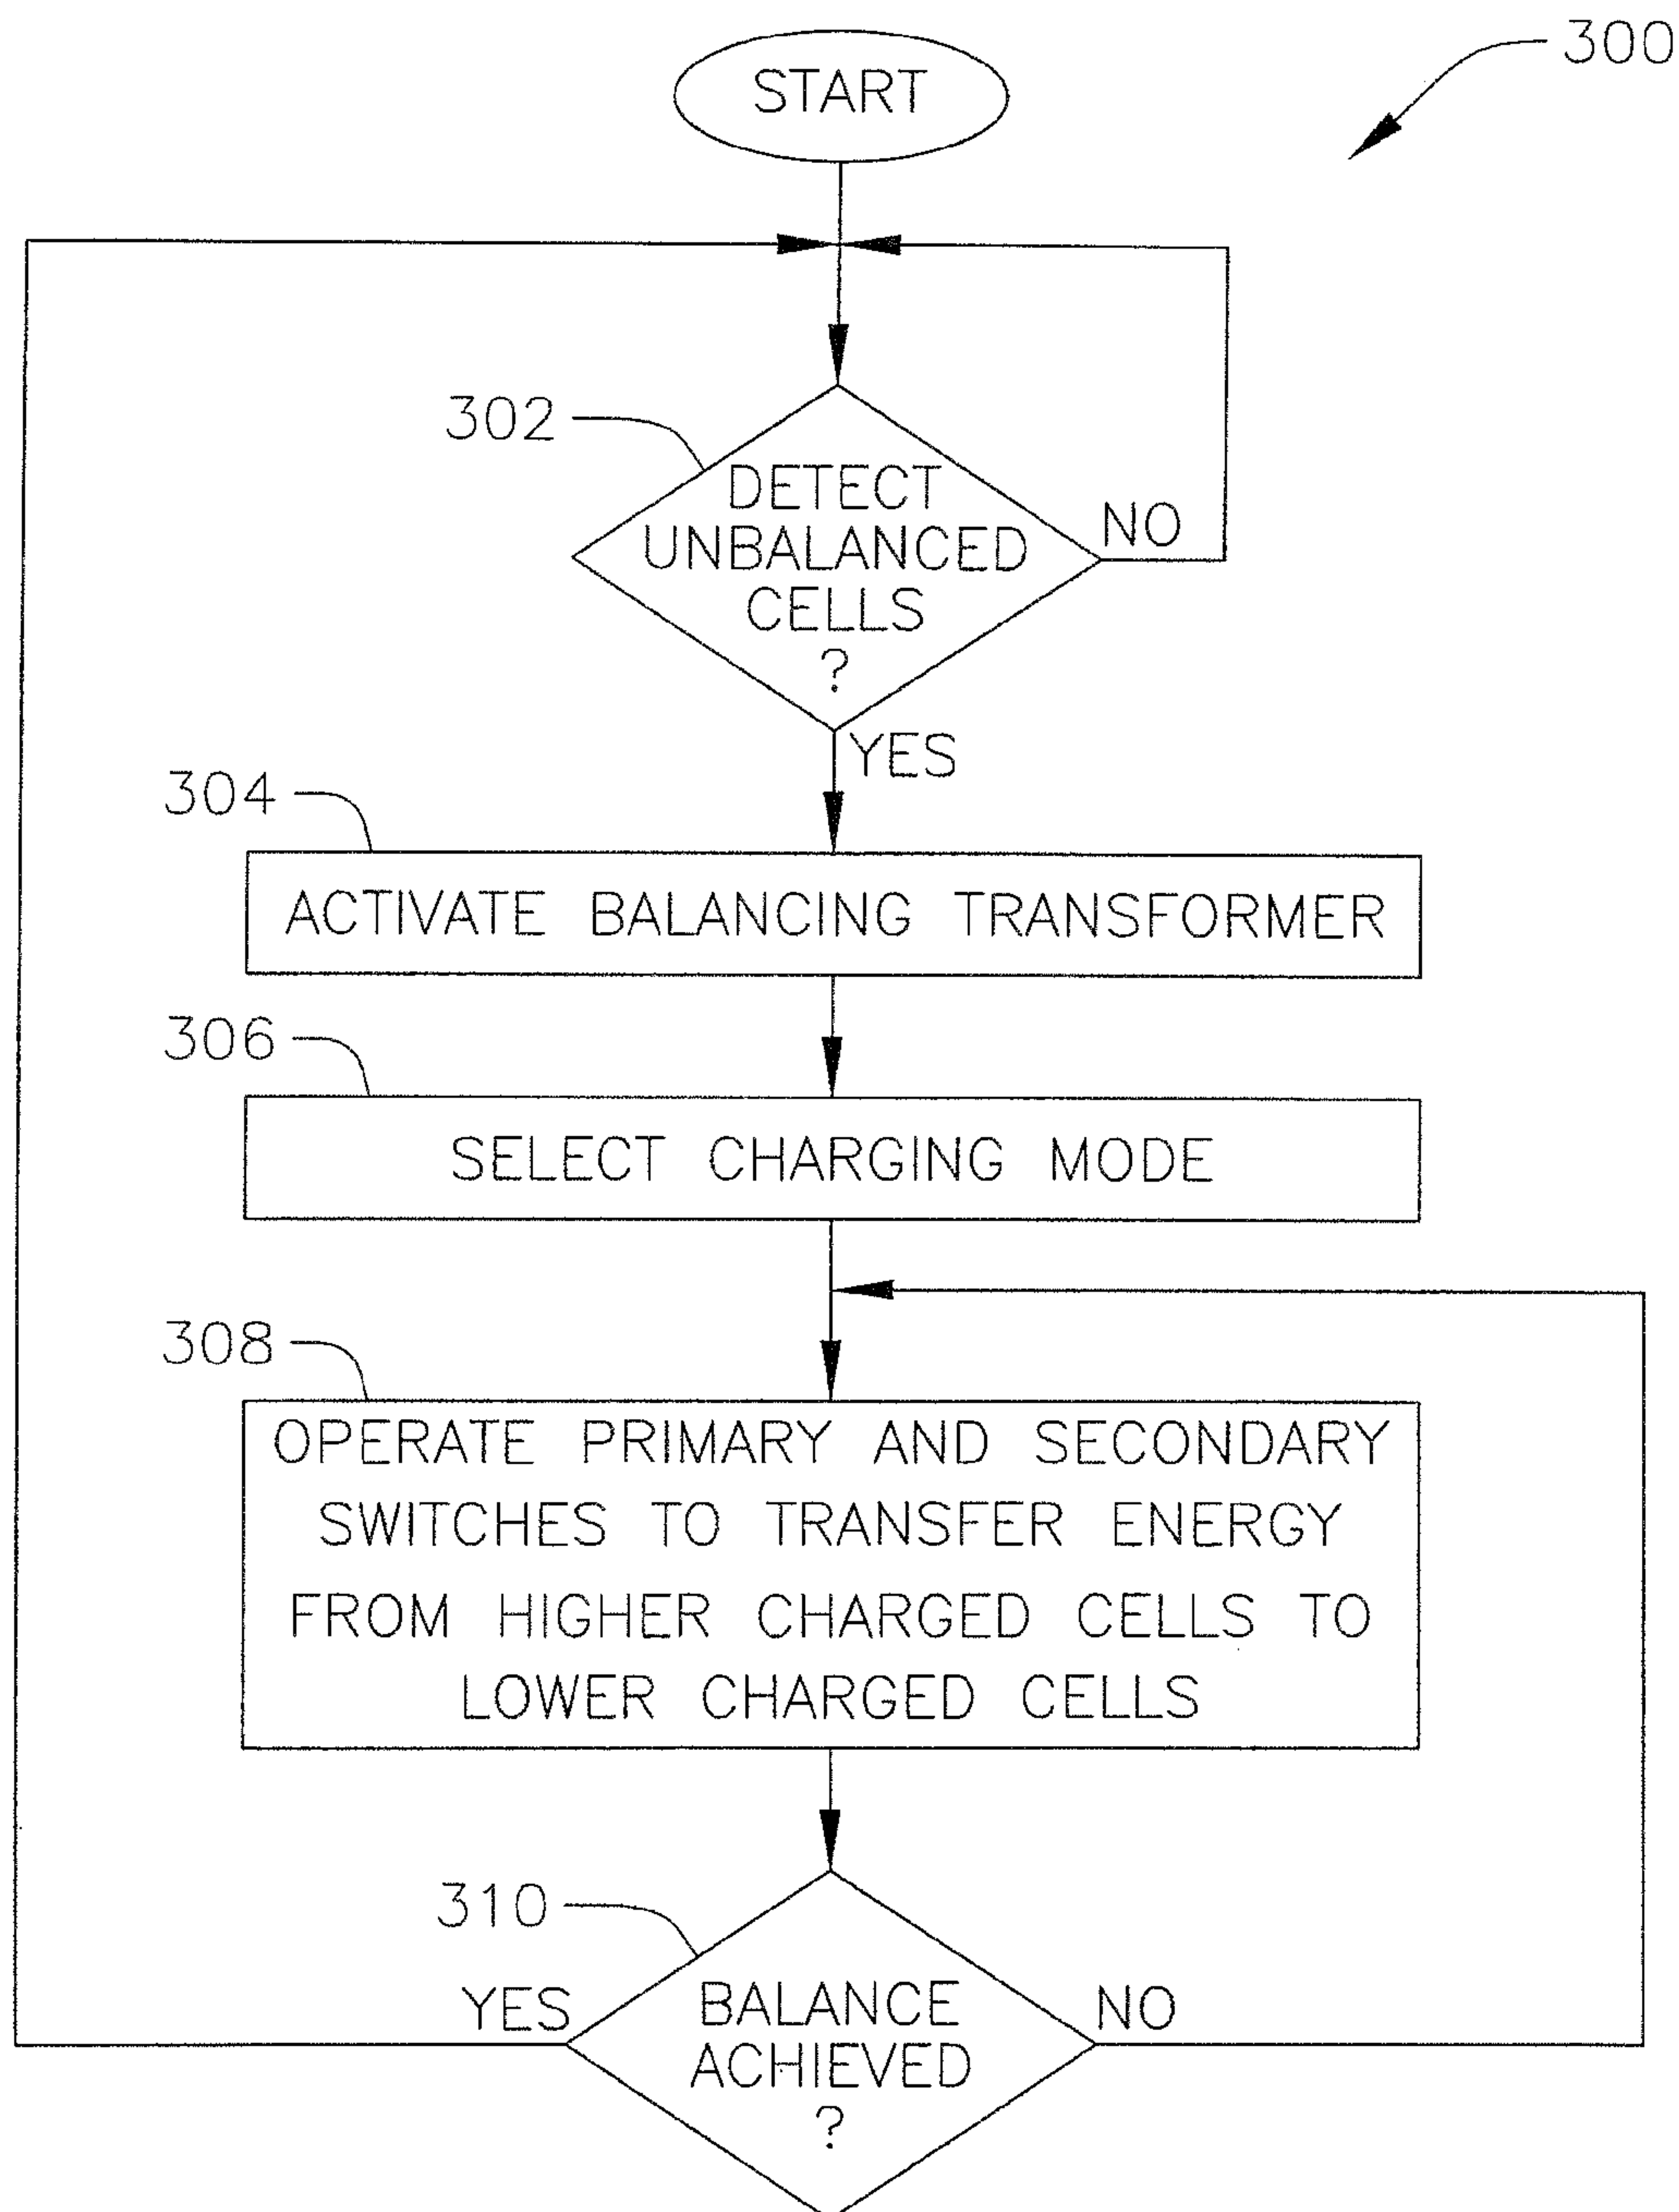 300
START
302
DETECT
UNBALANCED
CELLS
?
NO
YES
304
ACTIVATE BALANCING TRANSFORMER
306
SELECT CHARGING MODE
308
OPERATE PRIMARY AND SECONDARY
SWITCHES TO TRANSFER ENERGY
FROM HIGHER CHARGED CELLS TO
LOWER CHARGED CELLS
310
YES
BALANCE
ACHIEVED
?
NO